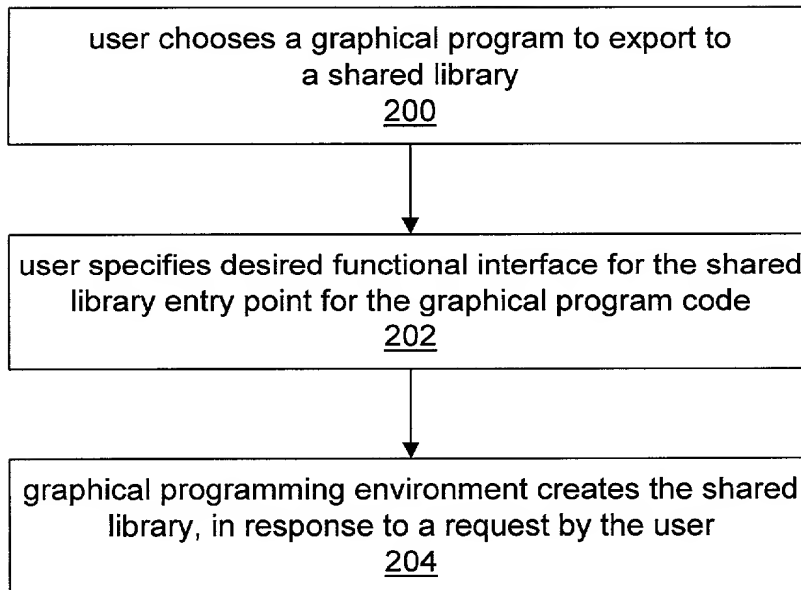 user chooses a graphical program to export to
a shared library
200
user specifies desired functional interface for the shared
library entry point for the graphical program code
202
graphical programming environment creates the shared
library, in response to a request by the user
204